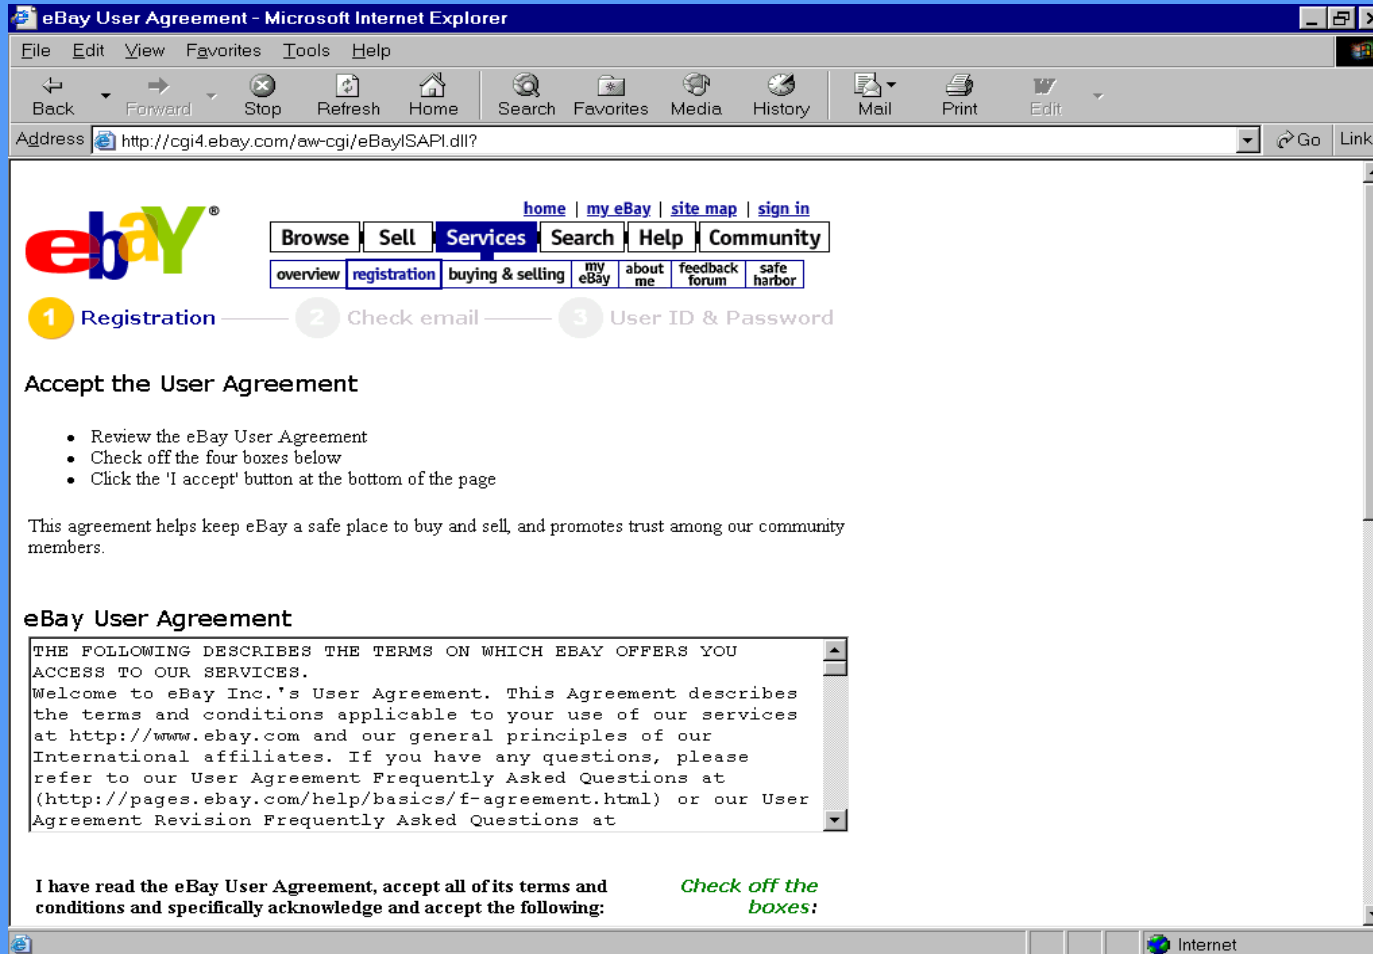 eBay User Agreement - Microsoft Internet Explorer
File Edit View Favorites Tools Help
Back Forward Stop Refresh Home Search Favorites Media History Mail Print Edit
Address http://cgi4.ebay.com/aw-cgi/eBayISAPI.dll? Go Link
ebaY®
home | my eBay | site map | sign in
Browse Sell Services Search Help Community
overview registration buying & selling my eBay about me feedback forum safe harbor
1 Registration 2 Check email 3 User ID & Password
Accept the User Agreement
• Review the eBay User Agreement
• Check off the four boxes below
• Click the 'I accept' button at the bottom of the page
This agreement helps keep eBay a safe place to buy and sell, and promotes trust among our community
members.
eBay User Agreement
THE FOLLOWING DESCRIBES THE TERMS ON WHICH EBAY OFFERS YOU
ACCESS TO OUR SERVICES.
Welcome to eBay Inc.'s User Agreement. This Agreement describes
the terms and conditions applicable to your use of our services
at http://www.ebay.com and our general principles of our
International affiliates. If you have any questions, please
refer to our User Agreement Frequently Asked Questions at
(http://pages.ebay.com/help/basics/f-agreement.html) or our User
Agreement Revision Frequently Asked Questions at
I have read the eBay User Agreement, accept all of its terms and
conditions and specifically acknowledge and accept the following:
Check off the
boxes:
Internet